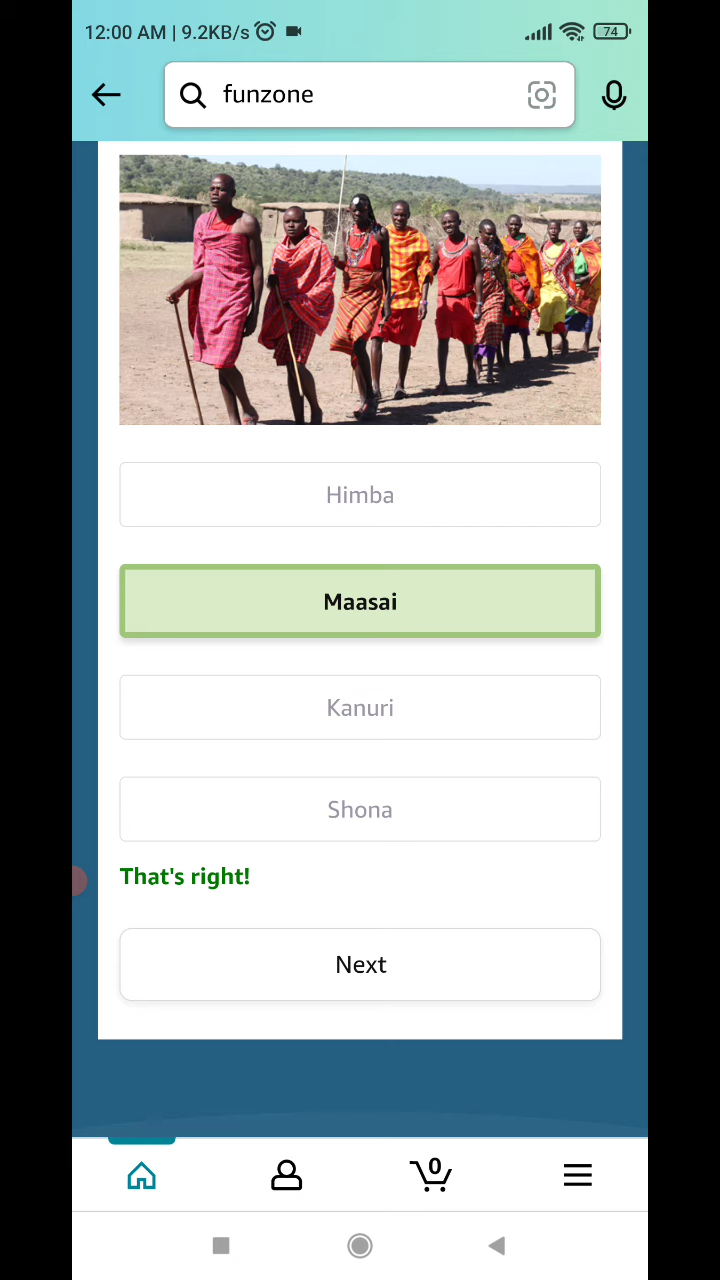 12:00 AM | 9.2KB/s 74
funzone
Himba
Maasai
Kanuri
Shona
That's right!
Next
0